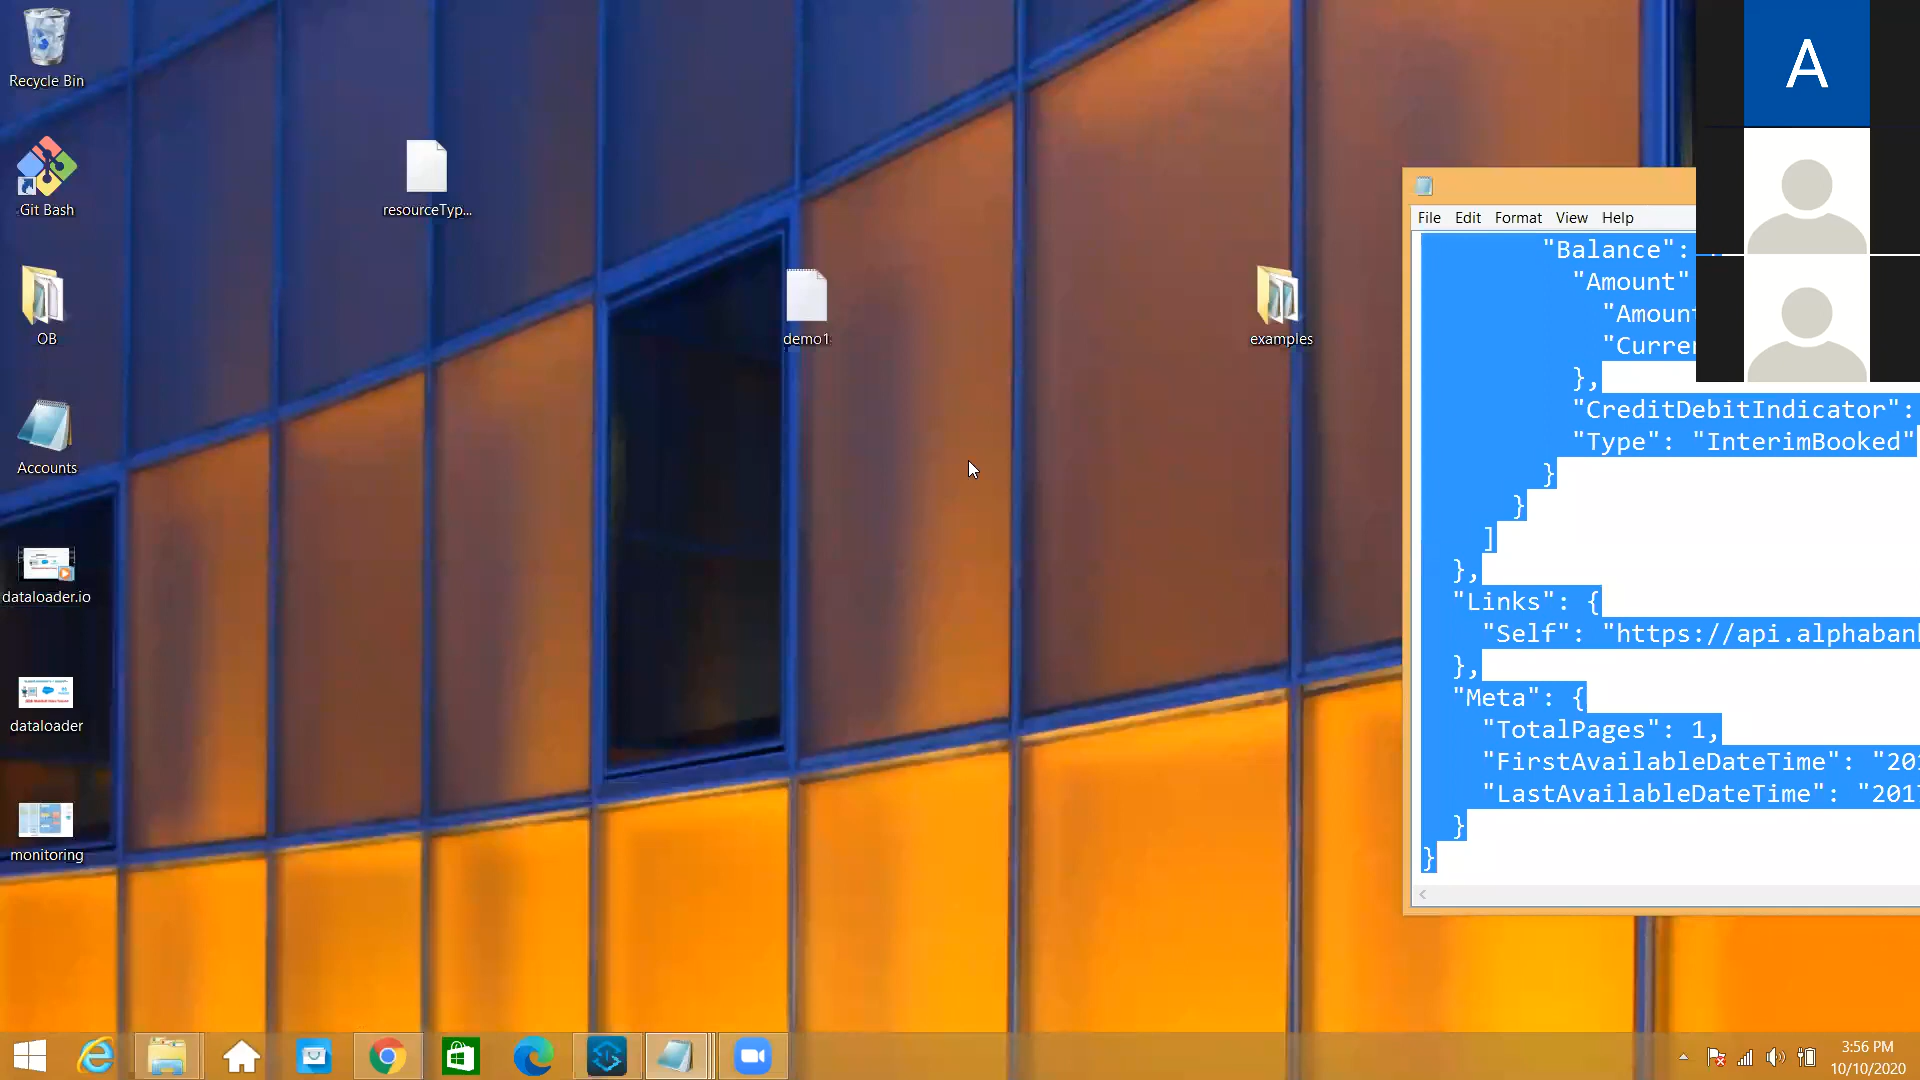 Recycle Bin
Git Bash
resourceTyp...
OB
demo1
examples
Accounts
dataloader.io
dataloader
monitoring
A
File Edit Format View Help
"Balance":
"Amount"
"Amoun
"Curre
},
"CreditDebitIndicator":
"Type": "InterimBooked"
}
}
]
},
"Links": {
"Self": "https://api.alphaban
},
"Meta": {
"TotalPages": 1,
"FirstAvailableDateTime": "20
"LastAvailableDateTime": "201
}
}
3:56 PM
10/10/2020